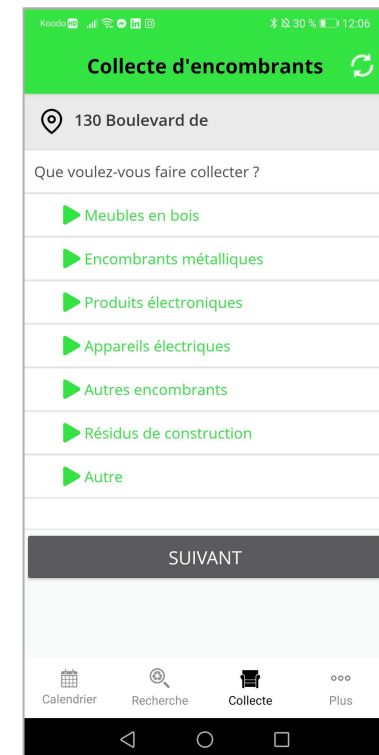 Koodo HD 30 % 12:06
Collecte d'encombrants
130 Boulevard de
Que voulez-vous faire collecter ?
Meubles en bois
Encombrants métalliques
Produits électroniques
Appareils électriques
Autres encombrants
Résidus de construction
Autre
SUIVANT
Calendrier Recherche Collecte Plus